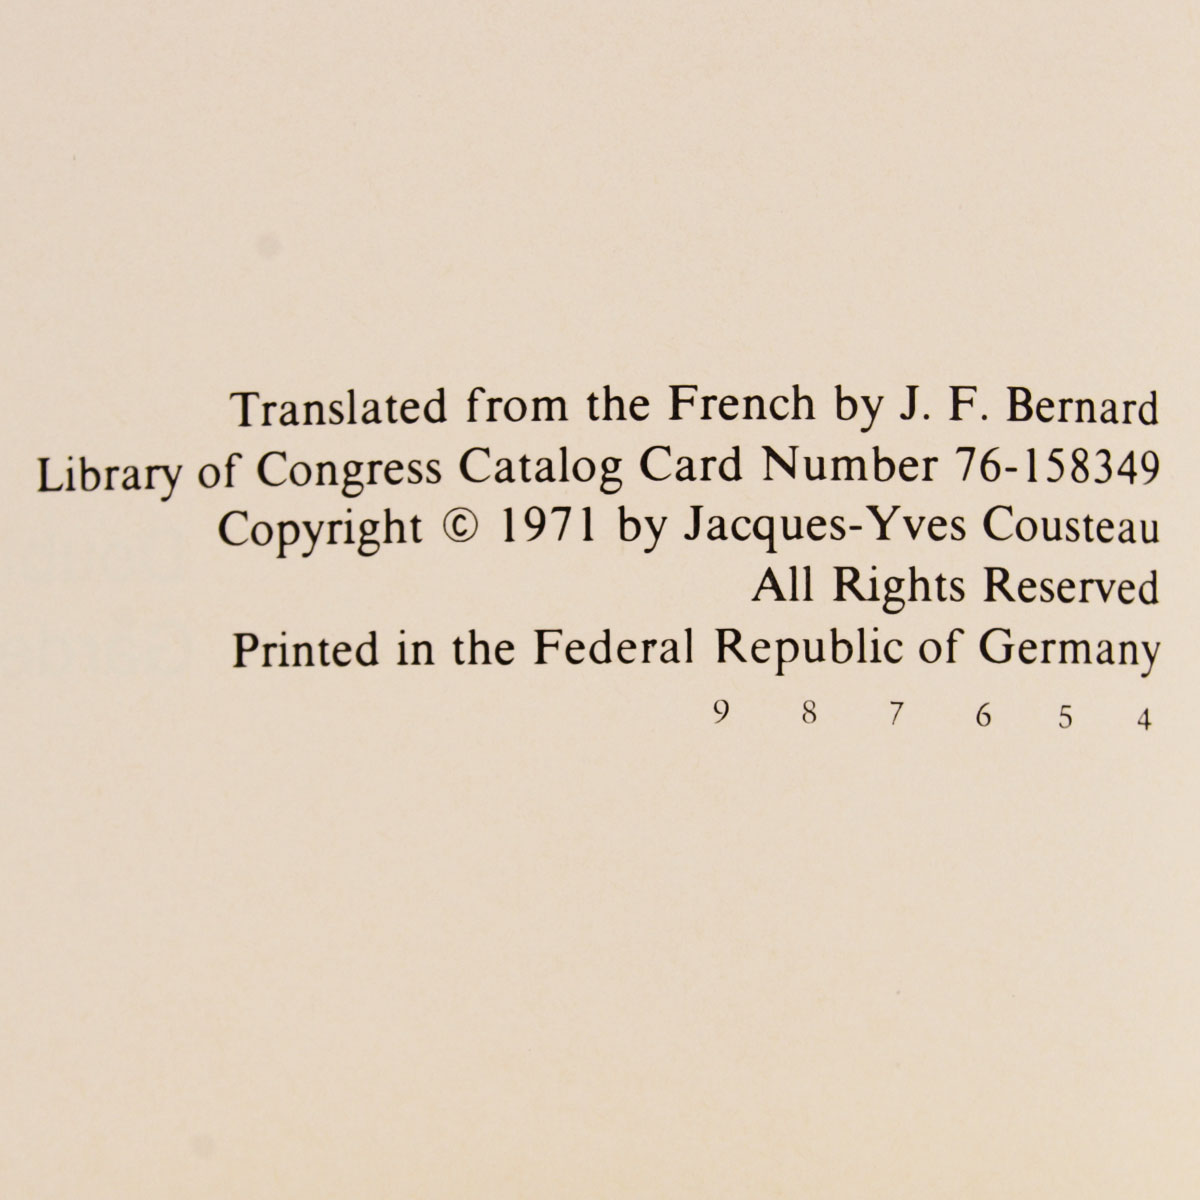 Translated from the French by J. F. Bernard
Library of Congress Catalog Card Number 76-158349
Copyright © 1971 by Jacques-Yves Cousteau
All Rights Reserved
Printed in the Federal Republic of Germany
9 8 7 6 5 4